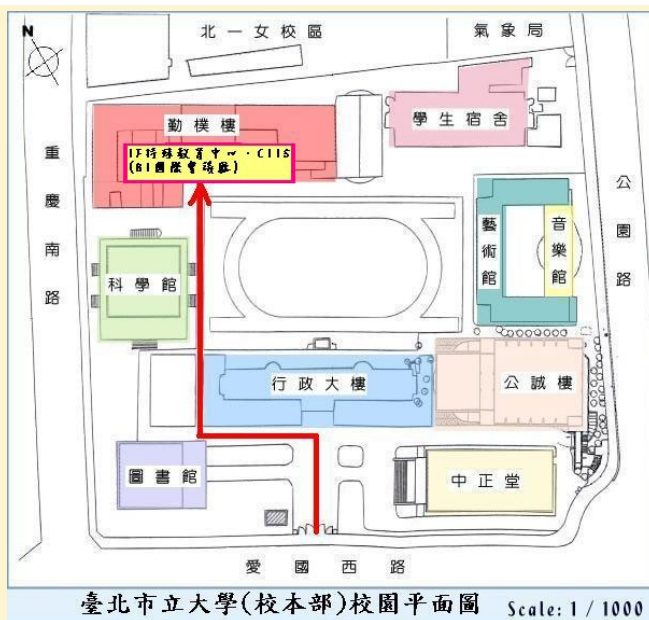 N
北一女校區
氣象局
勤樸樓
1F特殊教育中心·C115
(B1國際會議廳)
學生宿舍
重慶南路
公園路
藝術館
音樂館
科學館
行政大樓
公誠樓
圖書館
中正堂
愛國西路
臺北市立大學(校本部)校園平面圖 Scale: 1 / 1000